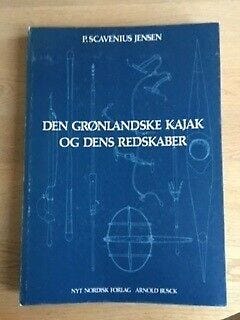 P. SCAVENIUS JENSEN
DEN GRØNLANDSKE KAJAK
OG DENS REDSKABER
NYT NORDISK FORLAG ARNOLD BUSCK